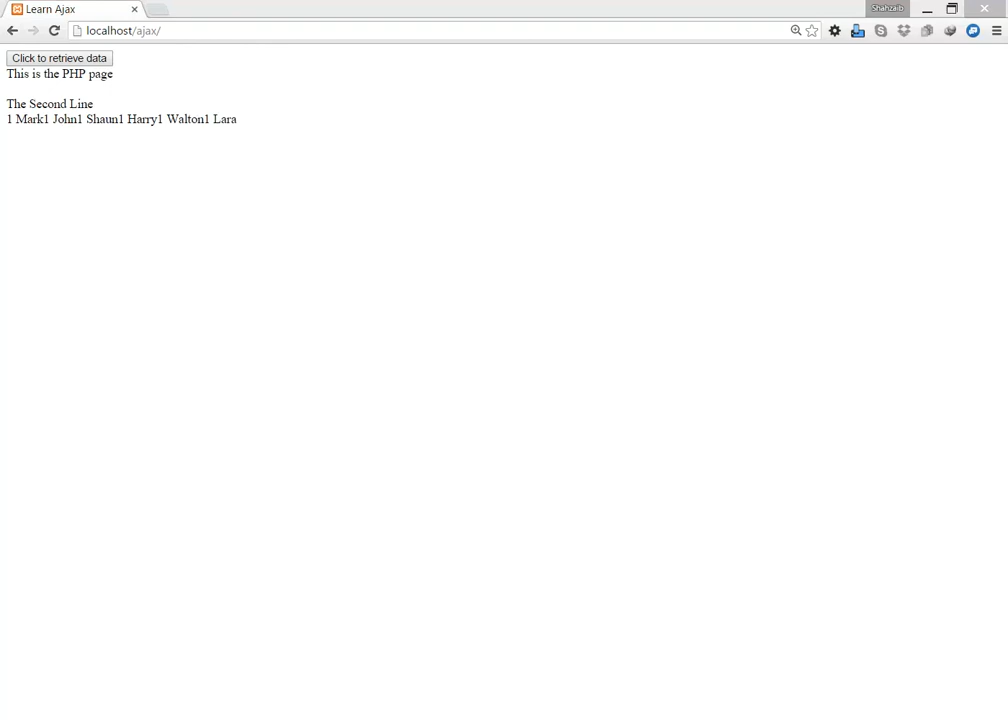 Learn Ajax
Shahzaib
localhost/ajax/
Click to retrieve data
This is the PHP page
The Second Line
1 Mark1 John1 Shaun1 Harry1 Walton1 Lara